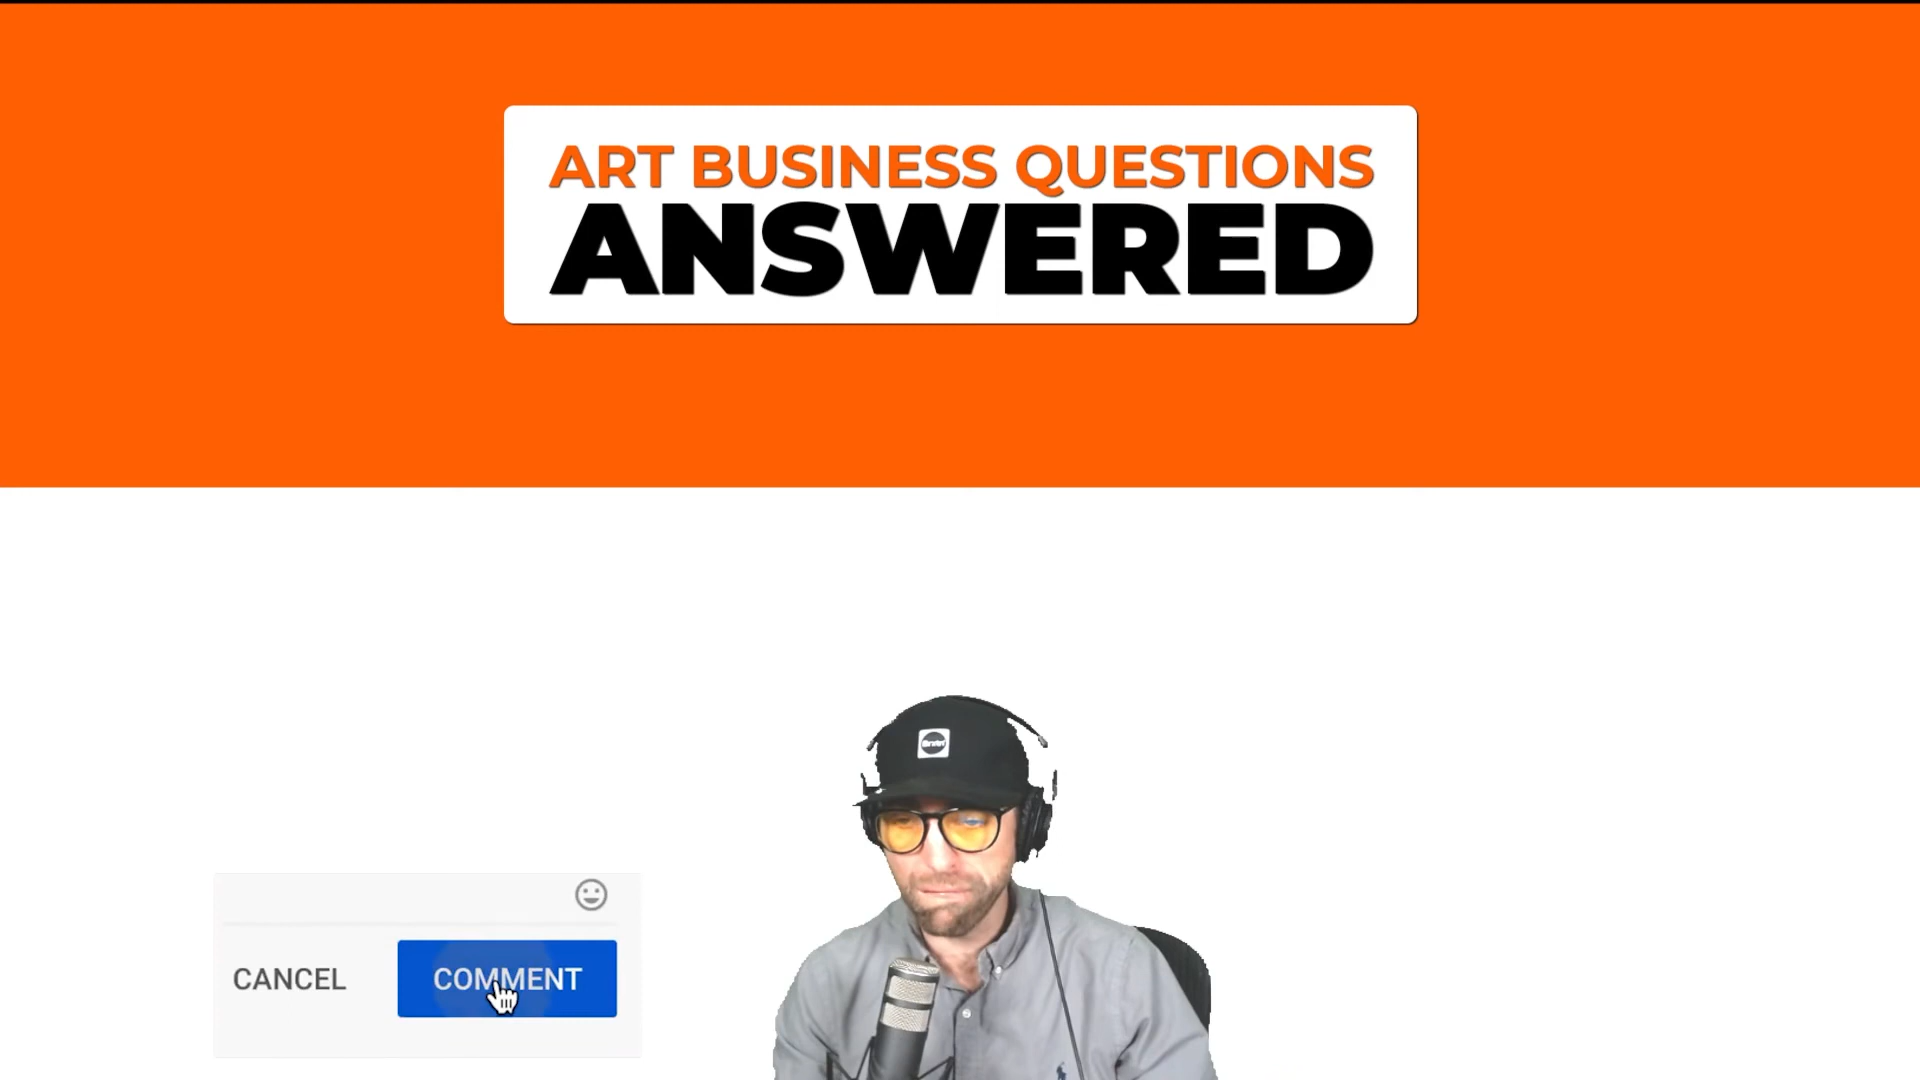 ART BUSINESS QUESTIONS
ANSWERED
CANCEL
COMMENT